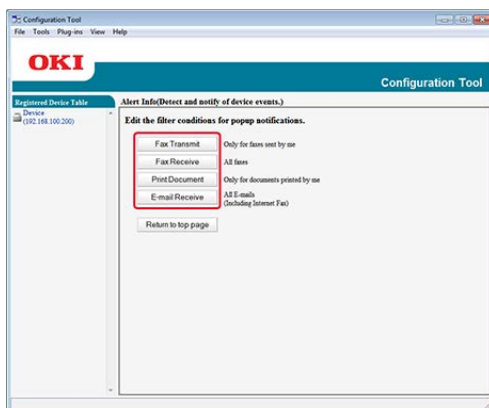 Configuration Tool
File Tools Plug-ins View Help
OKI
Configuration Tool
Registered Device Table
Device
(192.168.100.200)
Alert Info(Detect and notify of device events.)
Edit the filter conditions for popup notifications.
Fax Transmit Only for faxes sent by me
Fax Receive All faxes
Print Document Only for documents printed by me
E-mail Receive All E-mails
(Including Internet Fax)
Return to top page